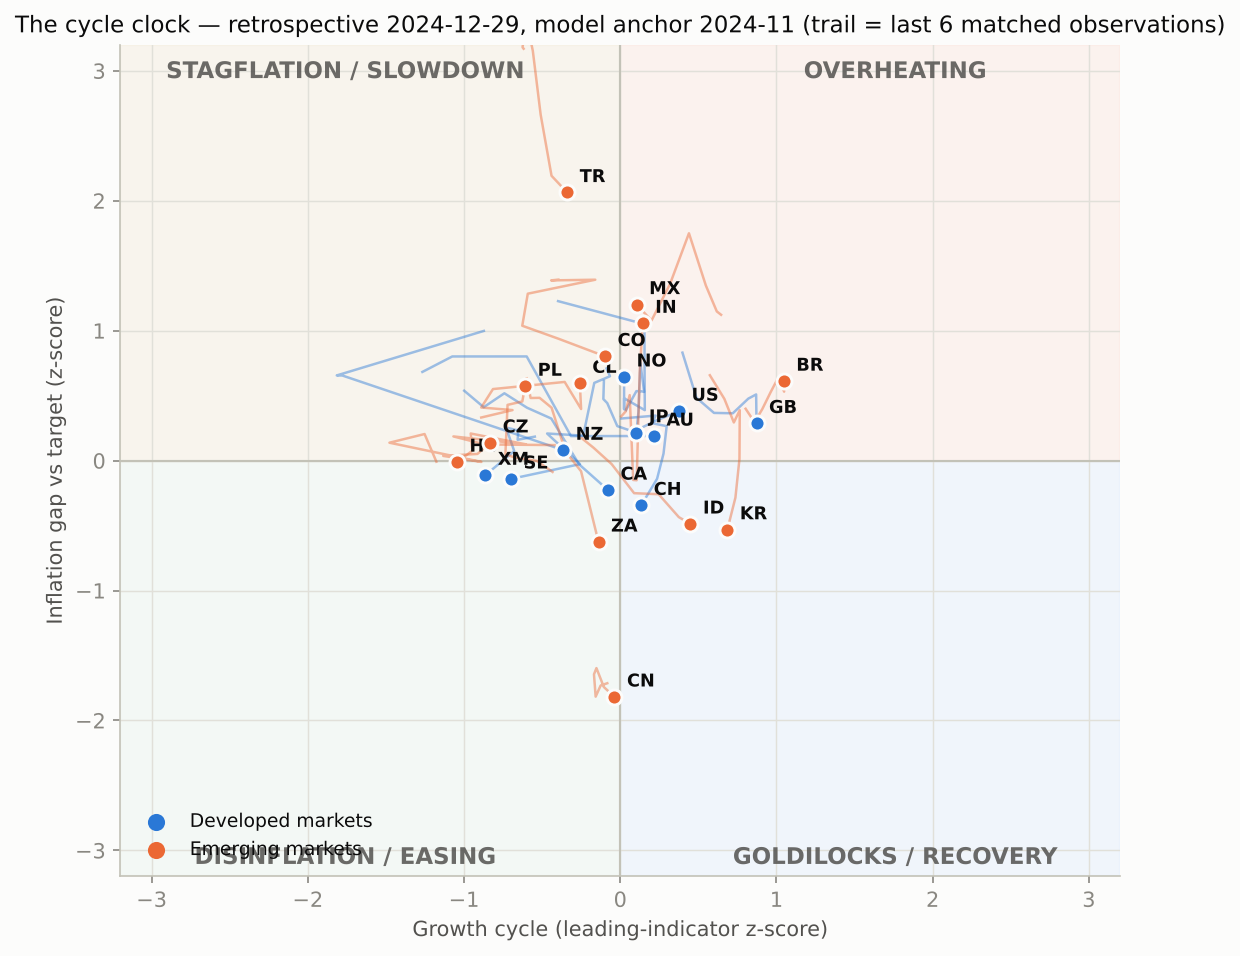 The cycle clock — retrospective 2024-12-29, model anchor 2024-11 (trail = last 6 matched observations)
STAGFLATION / SLOWDOWN
OVERHEATING
3
2
1
0
−1
−2
−3
Inflation gap vs target (z-score)
TR
MX
IN
CO
NO
CL
PL
BR
US
GB
JP
AU
CZ
NZ
H
XM
SE
CA
CH
ID
KR
ZA
CN
Developed markets
Emerging markets
DISINFLATION / EASING
GOLDILOCKS / RECOVERY
−3
−2
−1
0
1
2
3
Growth cycle (leading-indicator z-score)